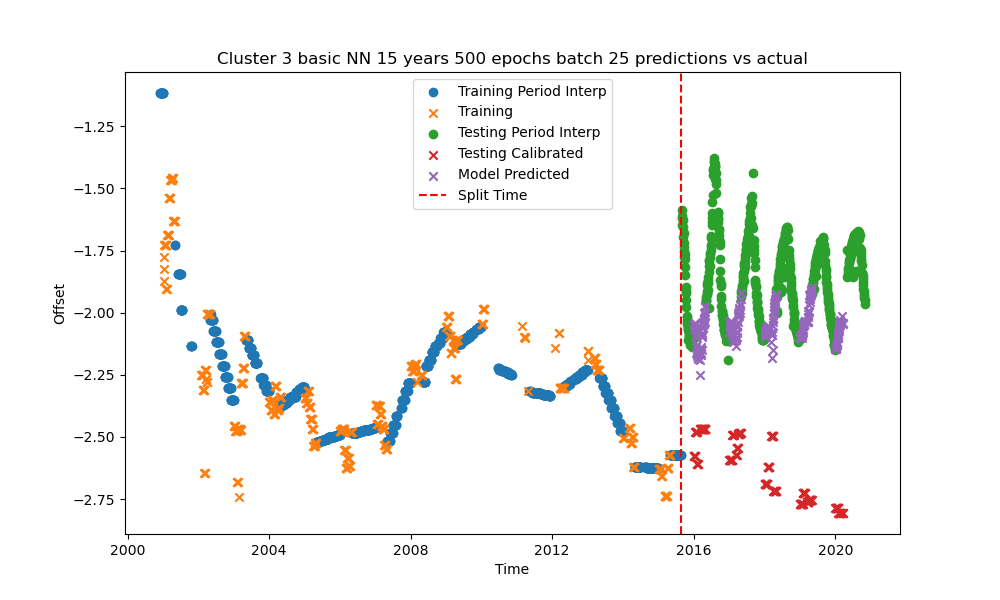 Cluster 3 basic NN 15 years 500 epochs batch 25 predictions vs actual
Training Period Interp
Training
Testing Period Interp
Testing Calibrated
Model Predicted
Split Time
Offset
−1.25
−1.50
−1.75
−2.00
−2.25
−2.50
−2.75
2000 2004 2008 2012 2016 2020
Time